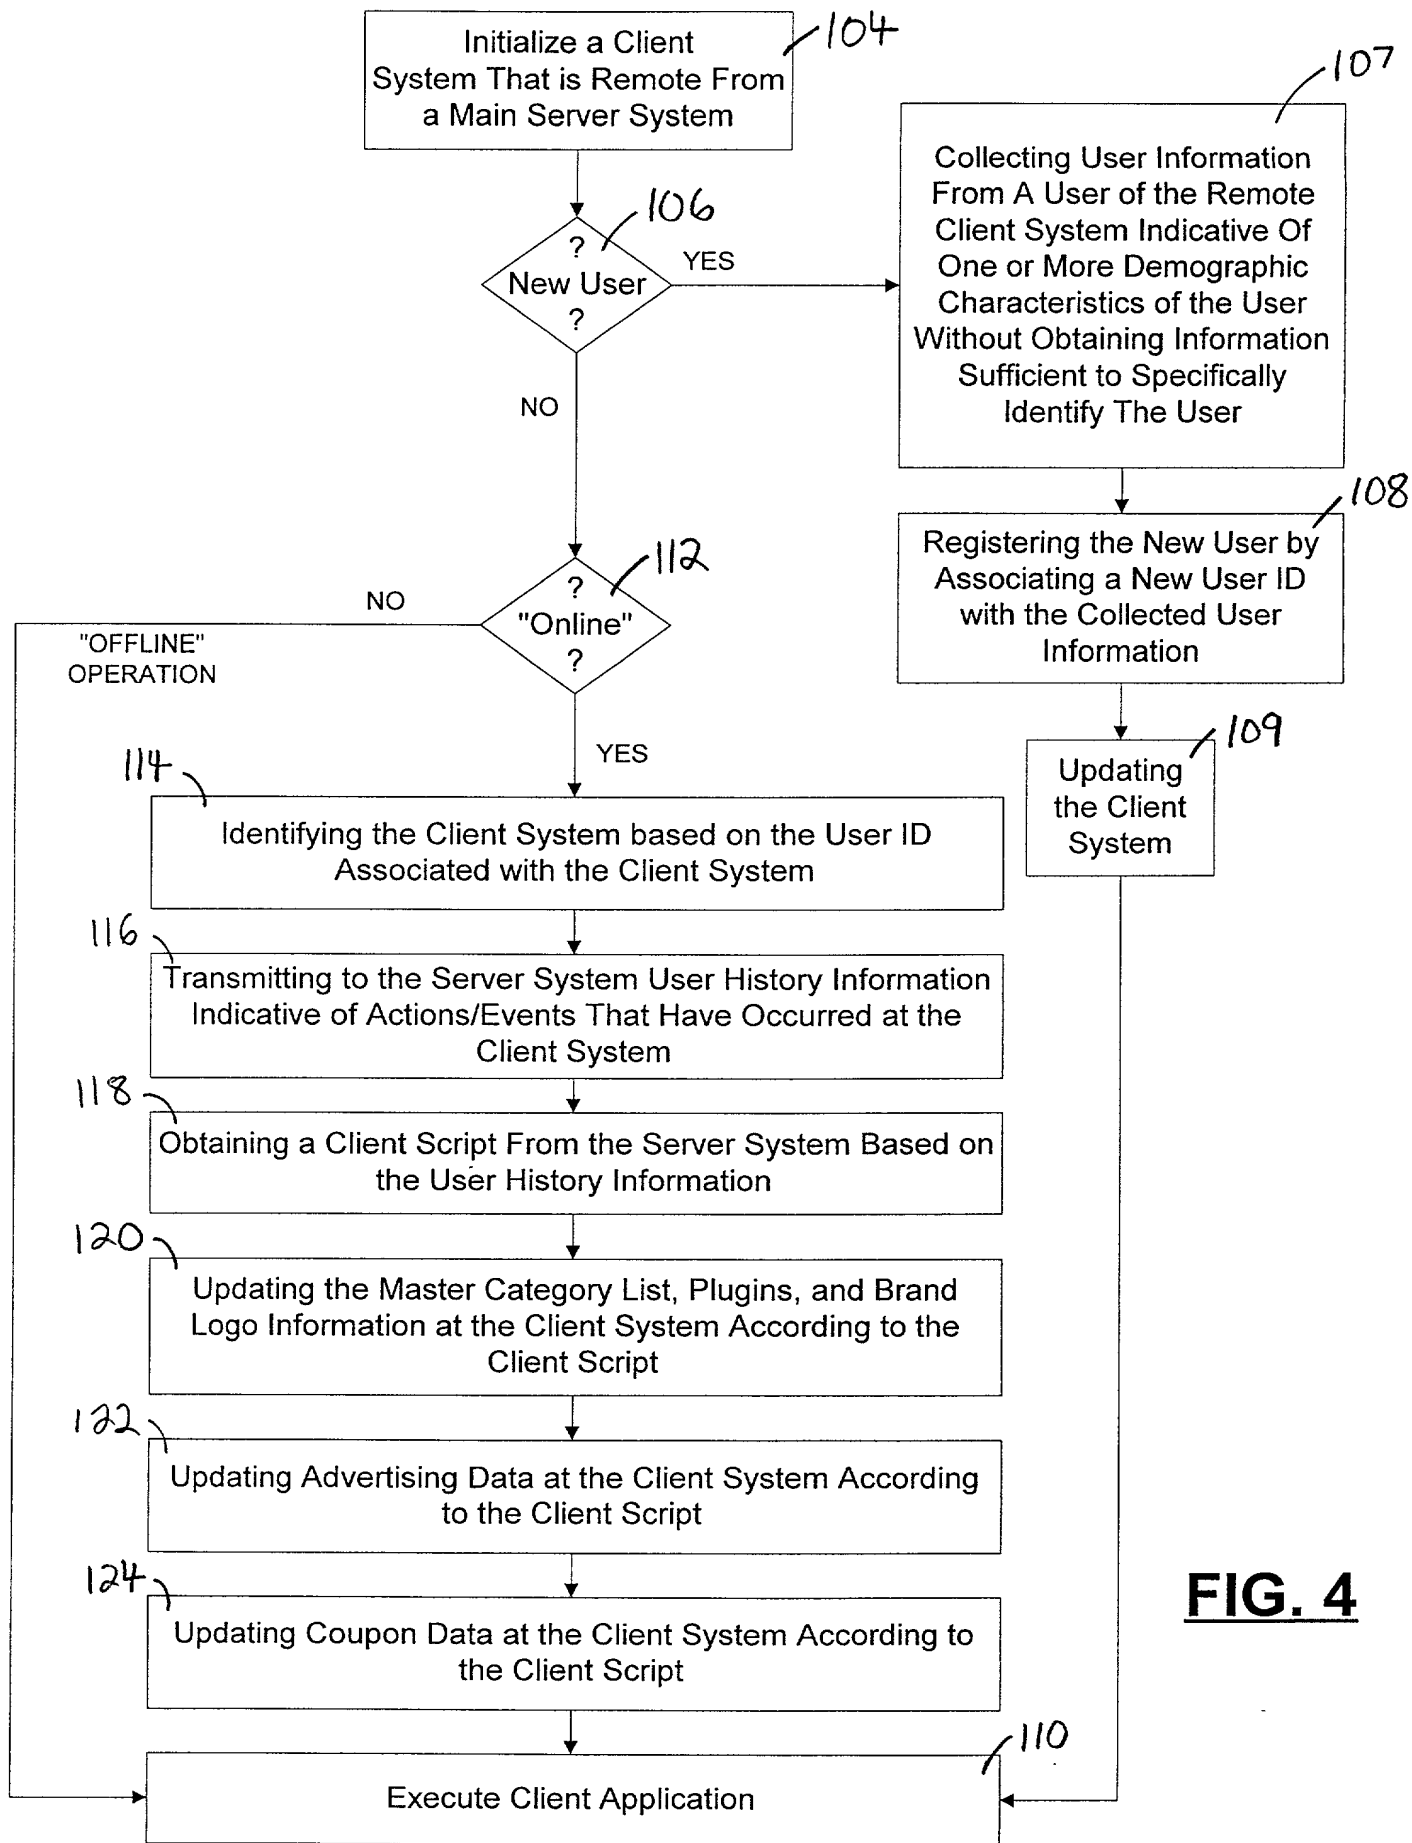 Initialize a Client
System That is Remote From
a Main Server System
104
107
Collecting User Information
From A User of the Remote
Client System Indicative Of
One or More Demographic
Characteristics of the User
Without Obtaining Information
Sufficient to Specifically
Identify The User
106
?
New User
?
YES
NO
108
Registering the New User by
Associating a New User ID
with the Collected User
Information
112
?
"Online"
?
NO
"OFFLINE"
OPERATION
YES
109
Updating
the Client
System
114
Identifying the Client System based on the User ID
Associated with the Client System
116
Transmitting to the Server System User History Information
Indicative of Actions/Events That Have Occurred at the
Client System
118
Obtaining a Client Script From the Server System Based on
the User History Information
120
Updating the Master Category List, Plugins, and Brand
Logo Information at the Client System According to the
Client Script
122
Updating Advertising Data at the Client System According
to the Client Script
124
Updating Coupon Data at the Client System According to
the Client Script
FIG. 4
110
Execute Client Application